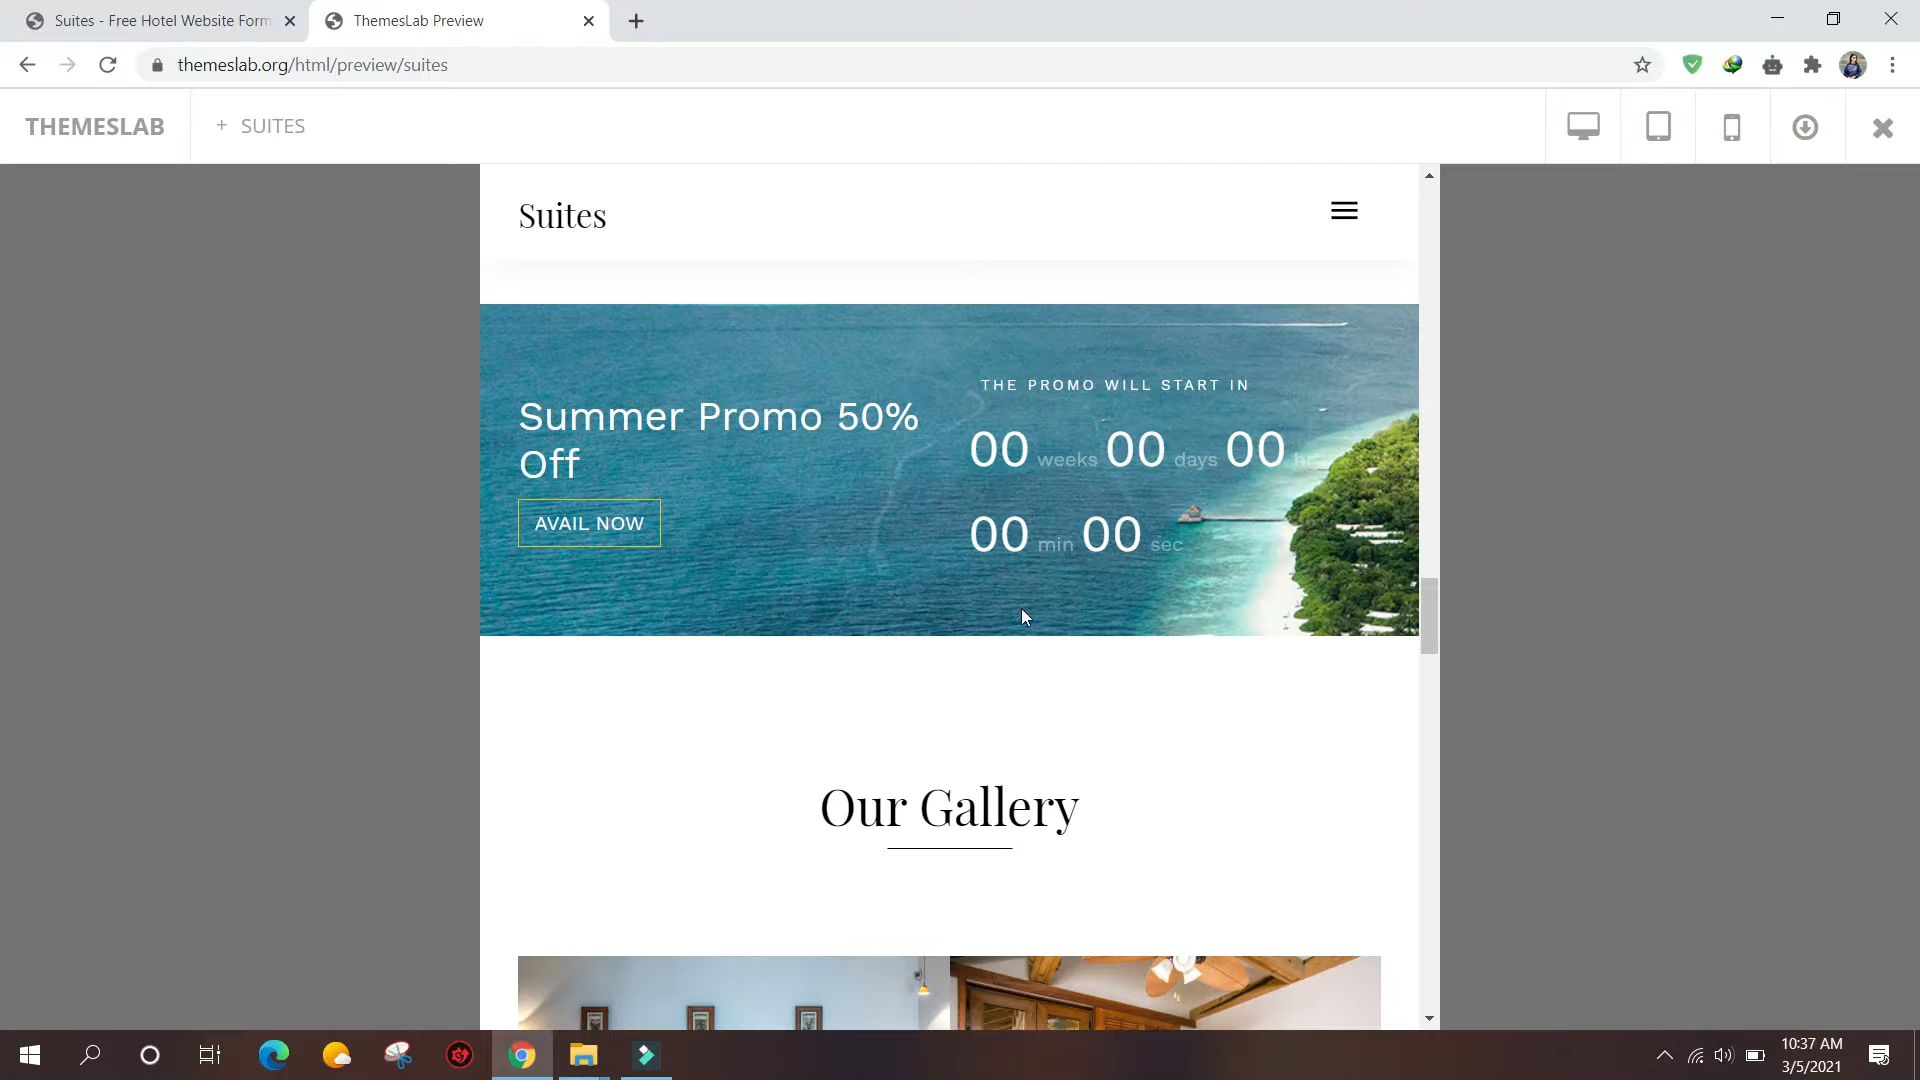 Suites - Free Hotel Website Form
ThemesLab Preview
themeslab.org/html/preview/suites
THEMESLAB
+ SUITES
Suites
THE PROMO WILL START IN
Summer Promo 50%
Off
00 weeks 00 days 00 hr
00 min 00 sec
AVAIL NOW
Our Gallery
10:37 AM
3/5/2021